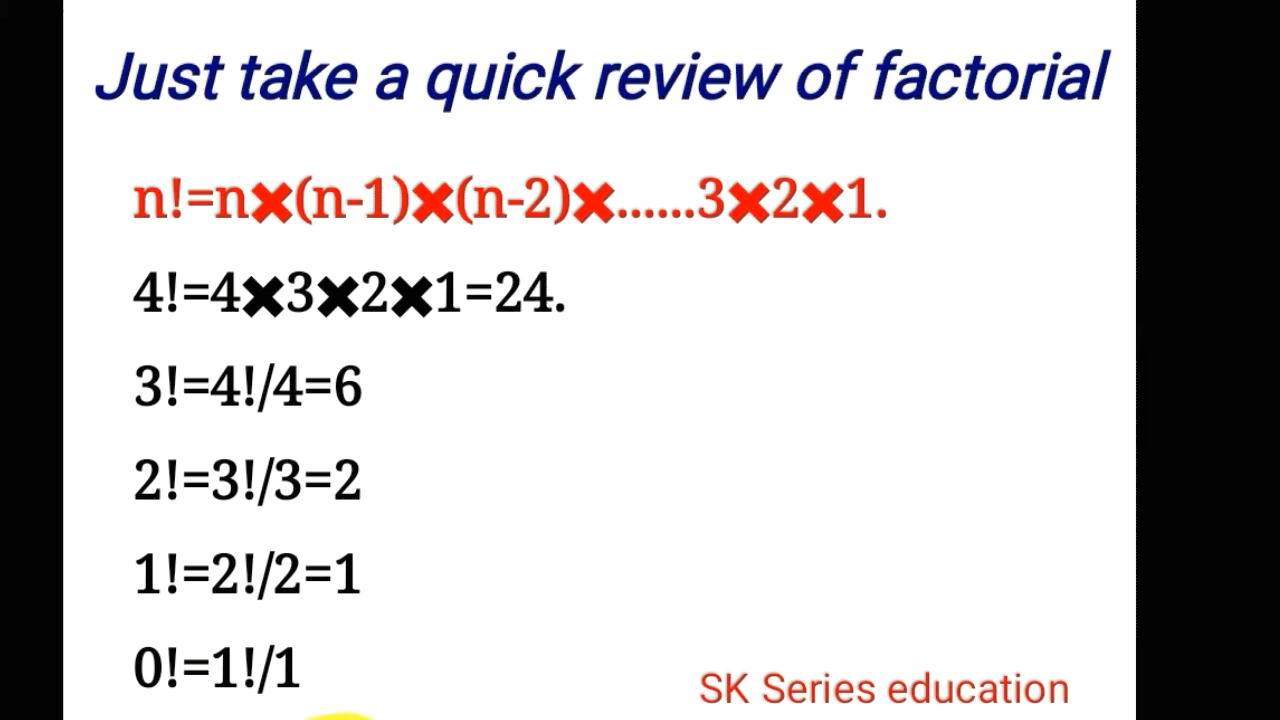 Just take a quick review of factorial
n!=n✖(n-1)✖(n-2)✖......3✖2✖1.
4!=4✖3✖2✖1=24.
3!=4!/4=6
2!=3!/3=2
1!=2!/2=1
0!=1!/1
SK Series education